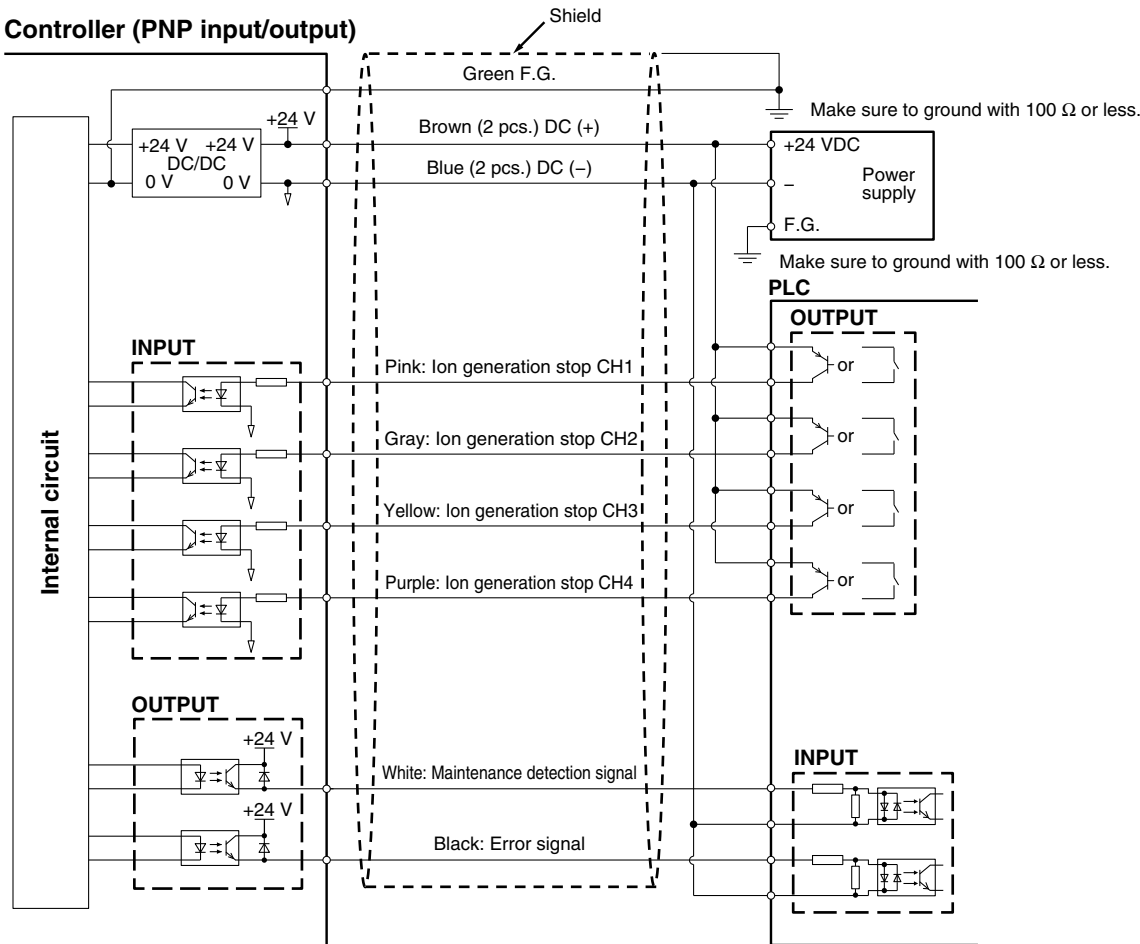 Controller (PNP input/output)
Shield
Green F.G.
Make sure to ground with 100 Ω or less.
+24 V
Brown (2 pcs.) DC (+)
+24 V +24 V
DC/DC
0 V 0 V
Blue (2 pcs.) DC (−)
+24 VDC
−
Power
supply
F.G.
Make sure to ground with 100 Ω or less.
PLC
OUTPUT
INPUT
Pink: Ion generation stop CH1
or
Gray: Ion generation stop CH2
or
Internal circuit
Yellow: Ion generation stop CH3
or
Purple: Ion generation stop CH4
or
OUTPUT
+24 V
INPUT
White: Maintenance detection signal
+24 V
Black: Error signal